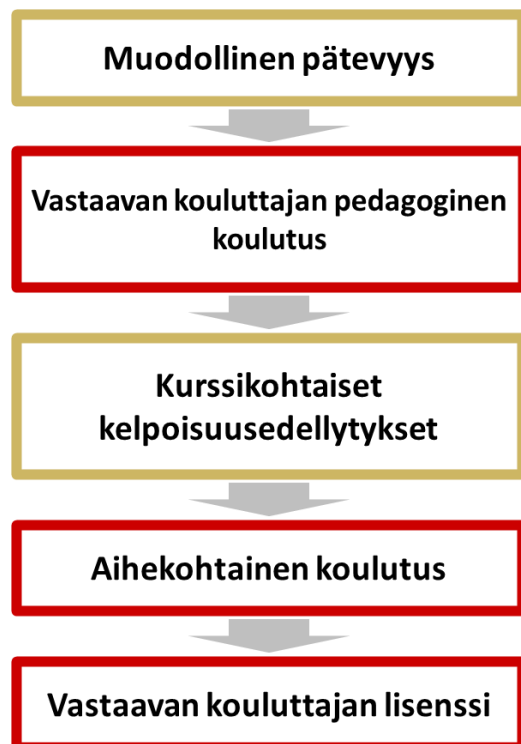 Muodollinen pätevyys
Vastaavan kouluttajan pedagoginen
koulutus
Kurssikohtaiset
kelpoisuusedellytykset
Aihekohtainen koulutus
Vastaavan kouluttajan lisenssi